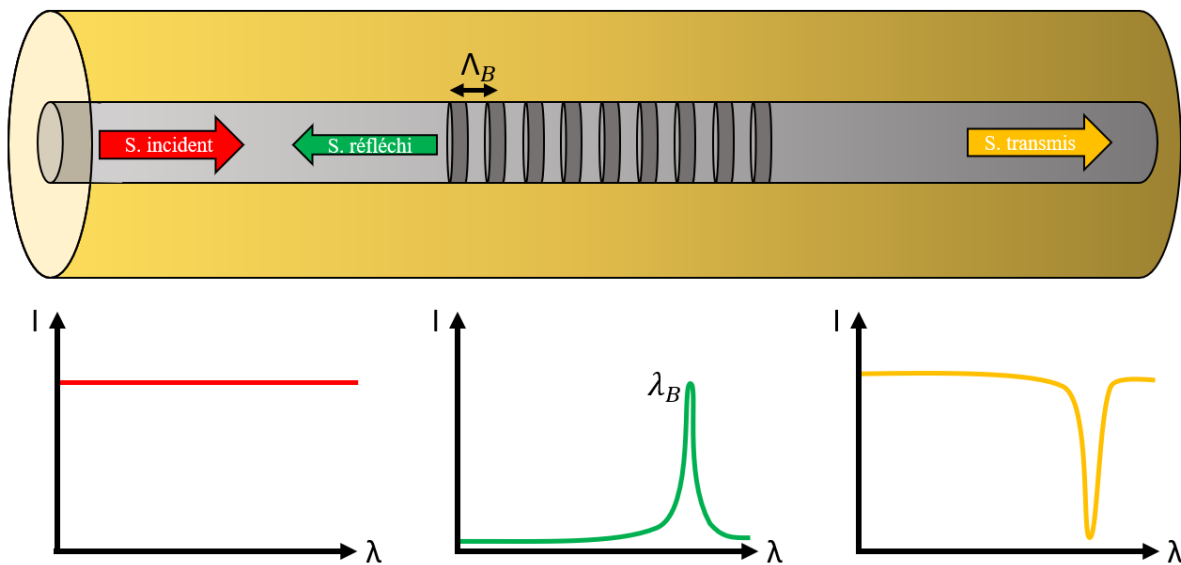 Λ_B
S. incident
S. réfléchi
S. transmis
I
λ
I
λ_B
λ
I
λ